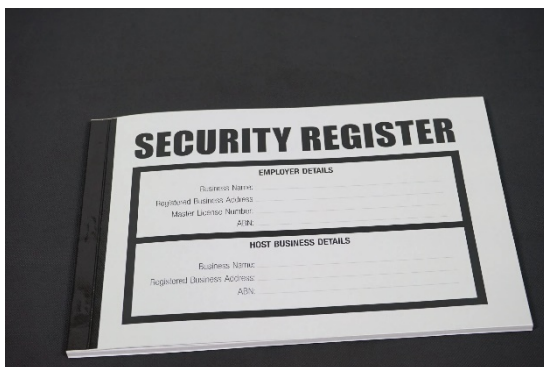 SECURITY REGISTER
EMPLOYER DETAILS
Business Name:
Registered Business Address:
Master License Number:
ABN:
HOST BUSINESS DETAILS
Business Name:
Registered Business Address:
ABN: